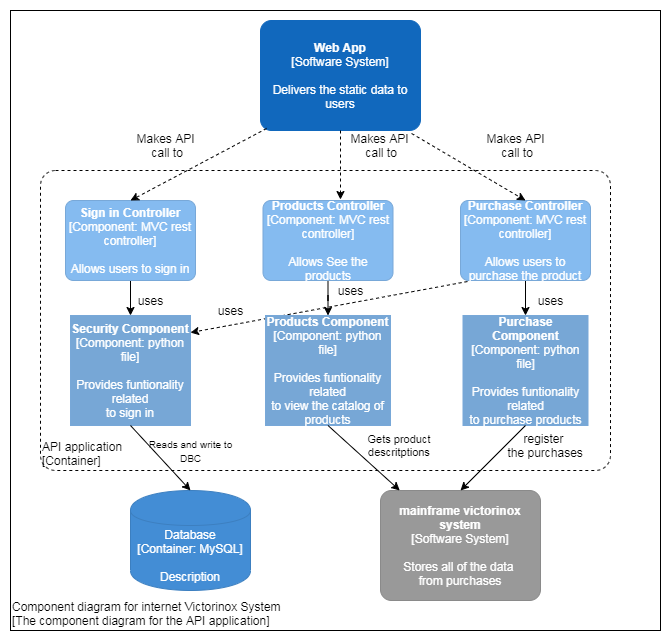 Web App
[Software System]
Delivers the static data to
users
Makes API
call to
Makes API
call to
Makes API
call to
Sign in Controller
[Component: MVC rest
controller]
Allows users to sign in
Products Controller
[Component: MVC rest
controller]
Allows See the
products
Purchase Controller
[Component: MVC rest
controller]
Allows users to
purchase the product
uses
uses
uses
uses
Security Component
[Component: python
file]
Provides funtionality
related
to sign in
Products Component
[Component: python
file]
Provides funtionality
related
to view the catalog of
products
Purchase
Component
[Component: python
file]
Provides funtionality
related
to purchase products
API application
[Container]
Reads and write to
DBC
Gets product
descritptions
register
the purchases
Database
[Container: MySQL]
Description
mainframe victorinox
system
[Software System]
Stores all of the data
from purchases
Component diagram for internet Victorinox System
[The component diagram for the API application]